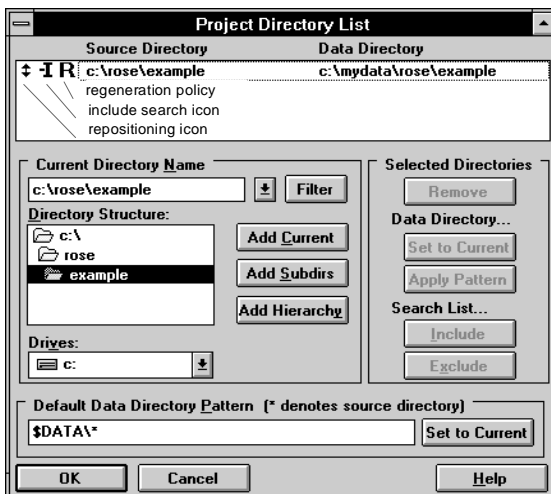 Project Directory List
Source Directory Data Directory
-I R c:\rose\example c:\mydata\rose\example
regeneration policy
include search icon
repositioning icon
Current Directory Name
c:\rose\example Filter
Directory Structure:
c:\
rose
example
Add Current
Add Subdirs
Add Hierarchy
Drives:
c:
Selected Directories
Remove
Data Directory...
Set to Current
Apply Pattern
Search List...
Include
Exclude
Default Data Directory Pattern (* denotes source directory)
$DATA\* Set to Current
OK Cancel Help